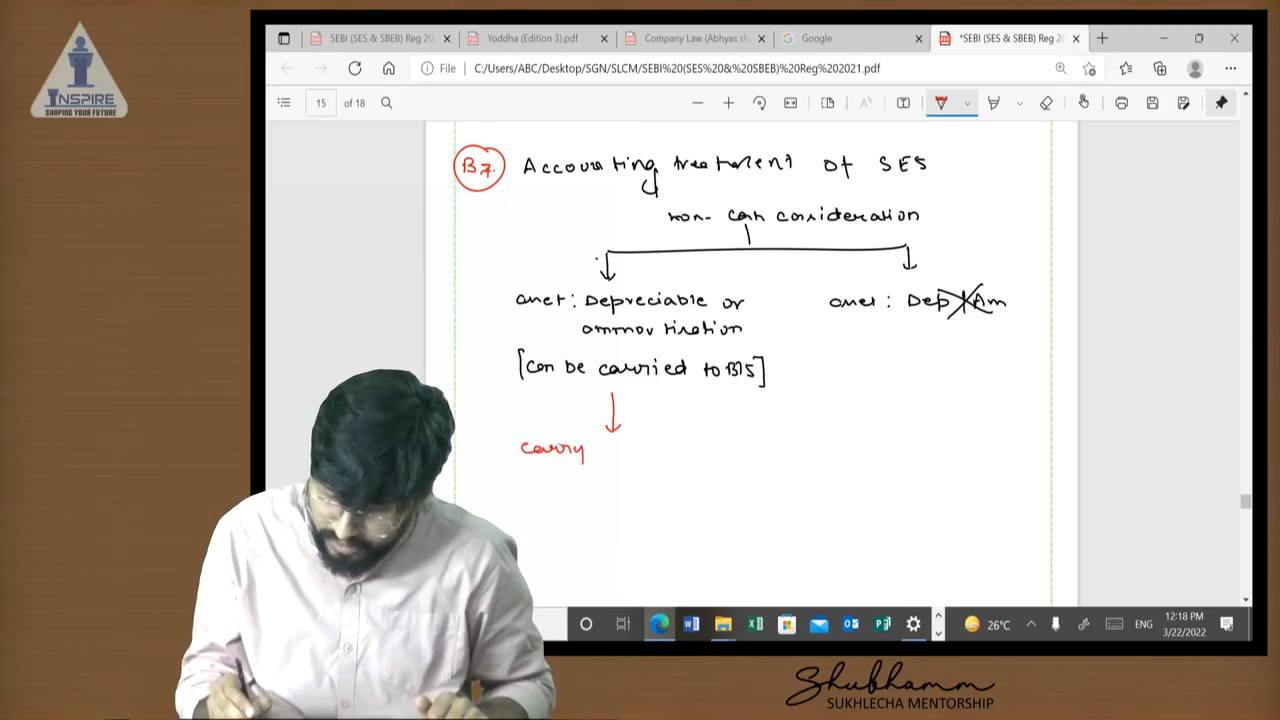 INSPIRE
SHAPING YOUR FUTURE
SEBI (SES & SBEB) Reg 20
Yoddha (Edition 3).pdf
Company Law (Abhyas sh
Google
*SEBI (SES & SBEB) Reg 20
File
C:/Users/ABC/Desktop/SGN/SLCM/SEBI%20(SES%20&%20SBEB)%20Reg%202021.pdf
15 of 18
B7. Accounting treatment of SES
non- cash consideration
asset: Depreciable or
ammortization
asset: Dep/Am
[Can be carried to B/S]
carry
26°C
ENG
12:18 PM
3/22/2022
Shubhamm
SUKHLECHA MENTORSHIP